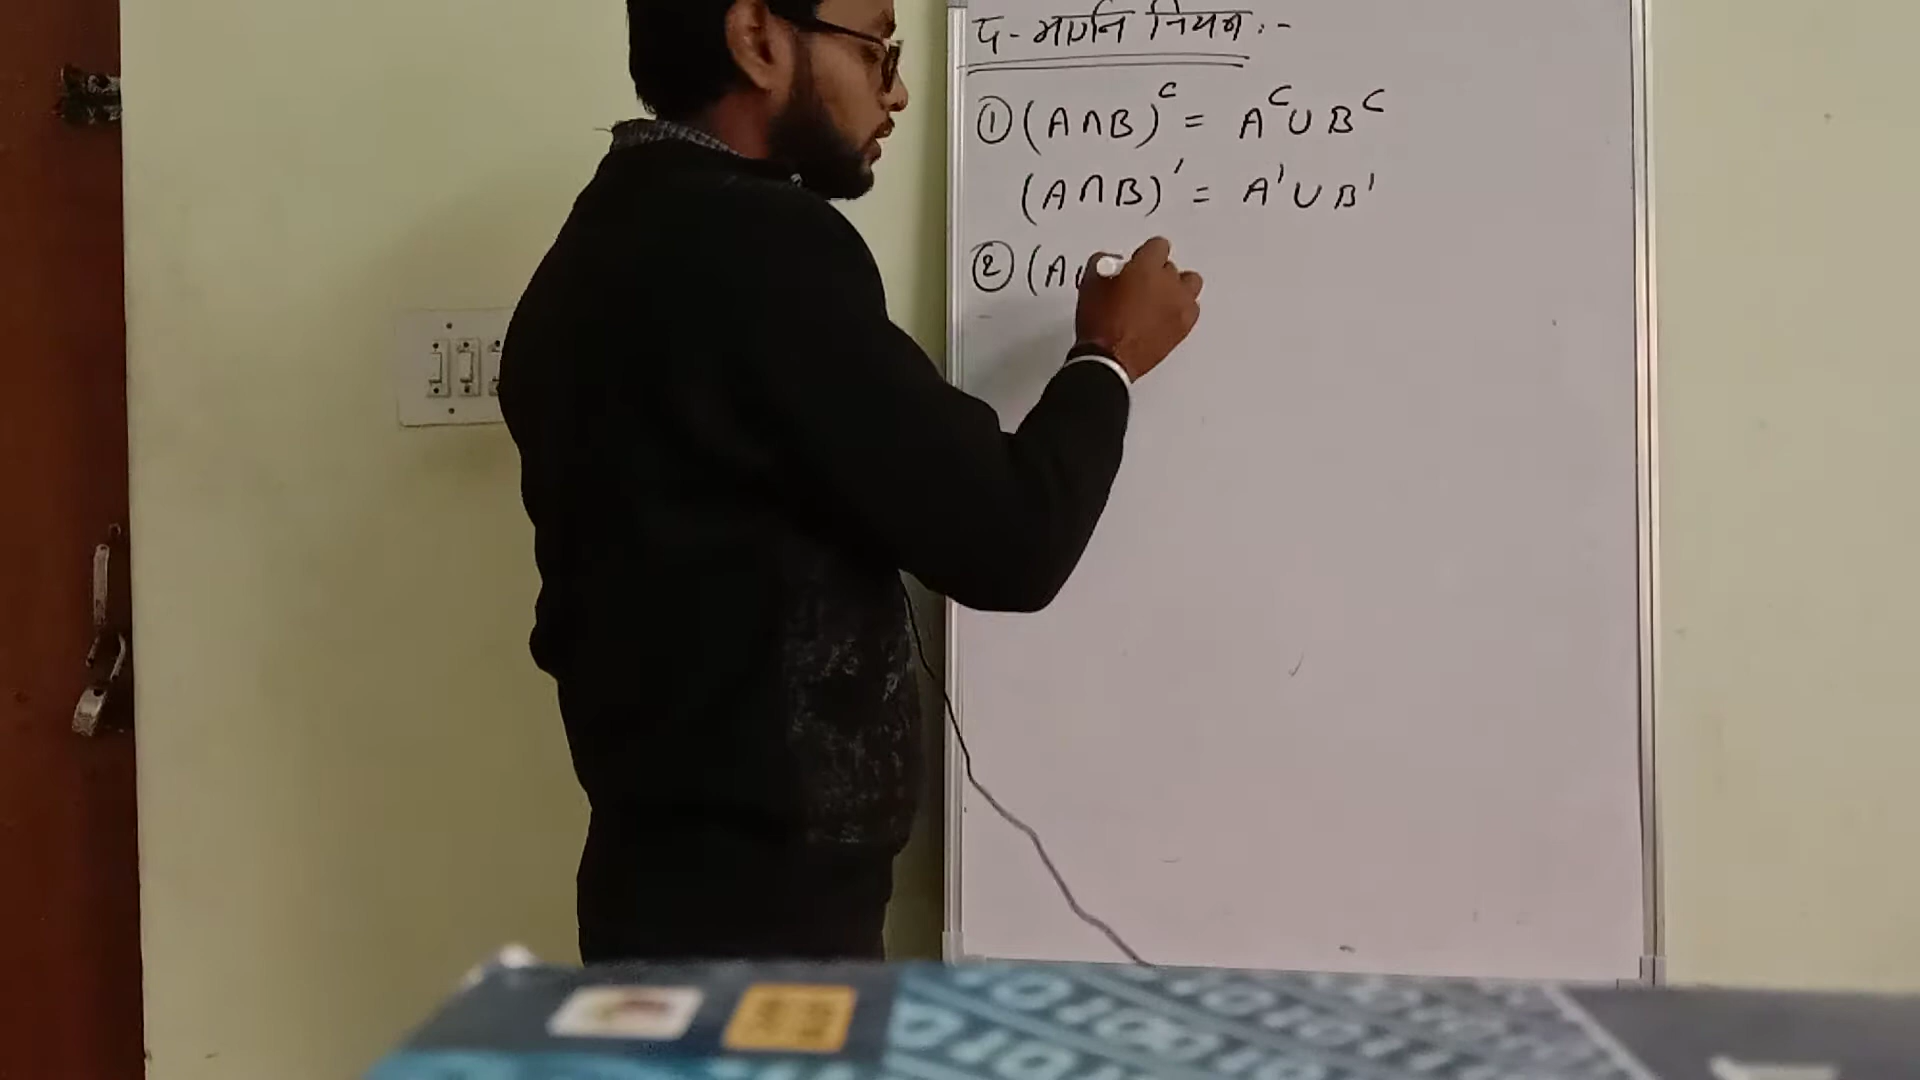 द-मार्गन नियम :-
① (A∩B)ᶜ = Aᶜ∪Bᶜ
(A∩B)' = A'∪B'
② (A